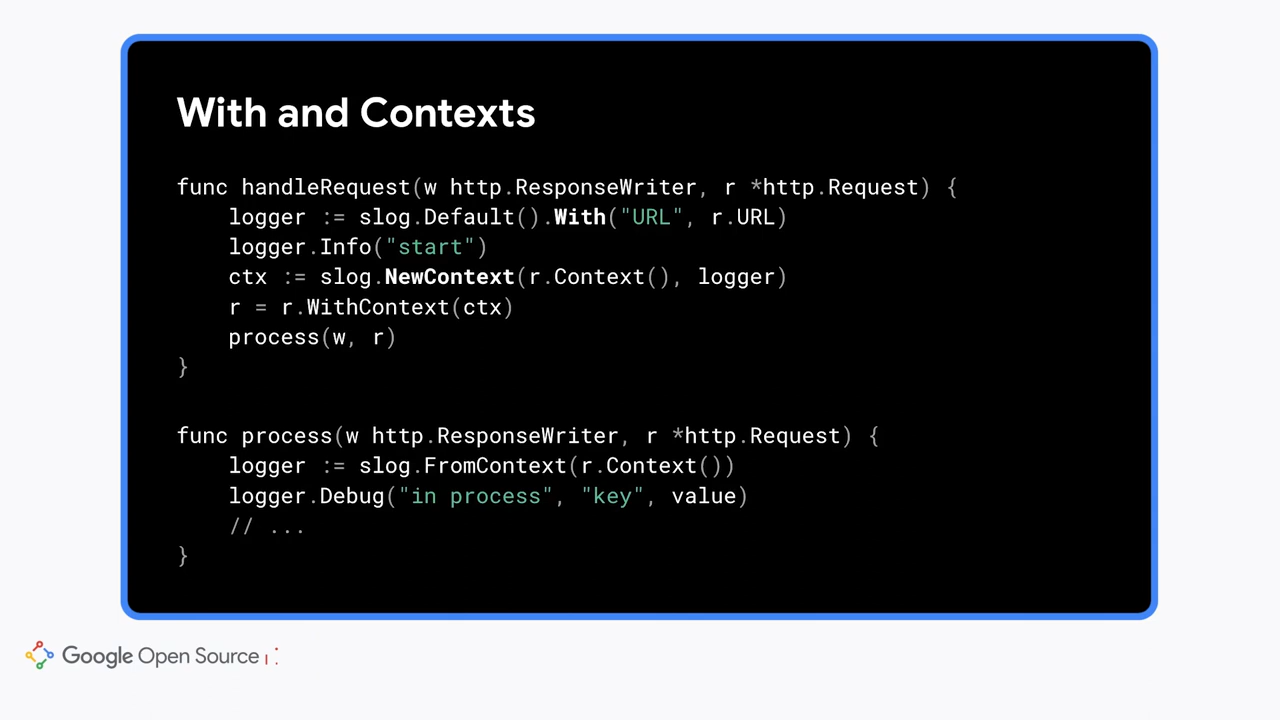 With and Contexts
func handleRequest(w http.ResponseWriter, r *http.Request) {
    logger := slog.Default().With("URL", r.URL)
    logger.Info("start")
    ctx := slog.NewContext(r.Context(), logger)
    r = r.WithContext(ctx)
    process(w, r)
}
func process(w http.ResponseWriter, r *http.Request) {
    logger := slog.FromContext(r.Context())
    logger.Debug("in process", "key", value)
    // ...
}
Google Open Source